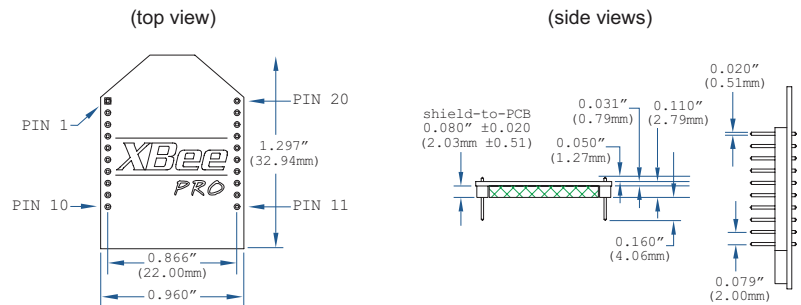 (top view)
(side views)
PIN 1
PIN 20
PIN 10
PIN 11
XBee
PRO
1.297”
(32.94mm)
0.866”
(22.00mm)
0.960”
shield-to-PCB
0.080” ±0.020
(2.03mm ±0.51)
0.031”
(0.79mm)
0.110”
(2.79mm)
0.050”
(1.27mm)
0.160”
(4.06mm)
0.020”
(0.51mm)
0.079”
(2.00mm)